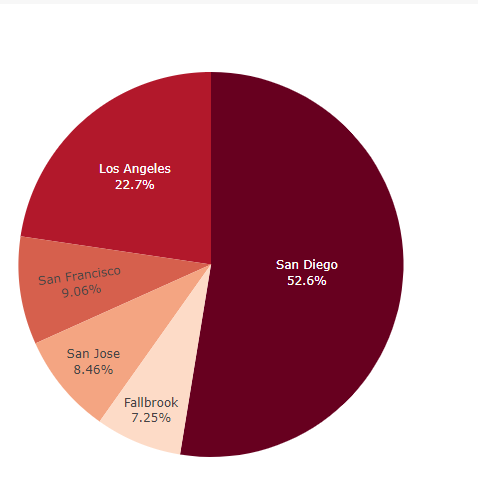 Los Angeles
22.7%
San Diego
52.6%
San Francisco
9.06%
San Jose
8.46%
Fallbrook
7.25%